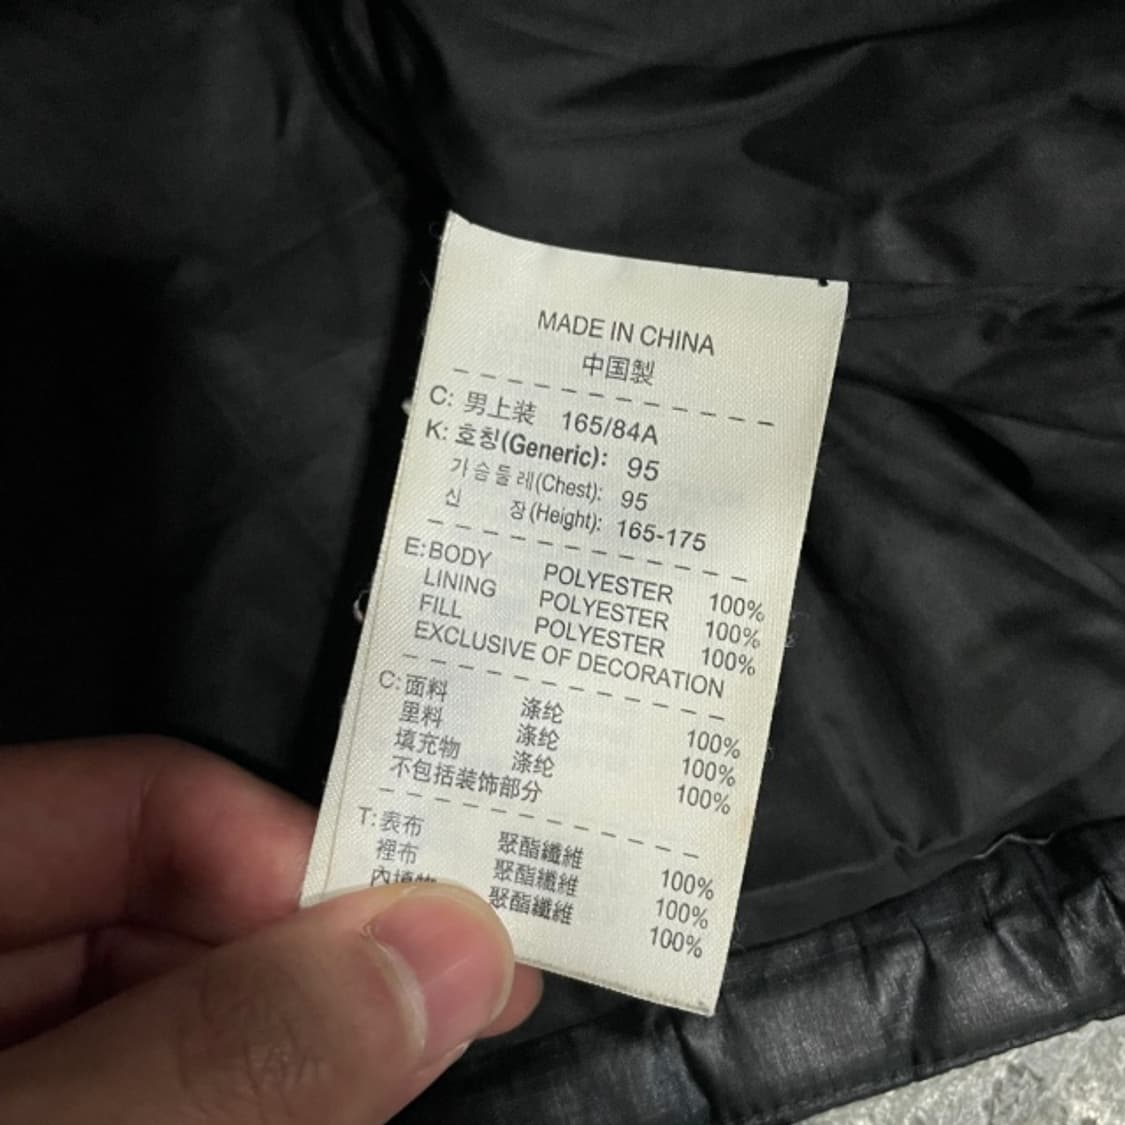 MADE IN CHINA
中国製
C: 男上装 165/84A
K: 호칭(Generic): 95
가슴둘레(Chest): 95
신 장(Height): 165-175
E: BODY POLYESTER 100%
LINING POLYESTER 100%
FILL POLYESTER 100%
EXCLUSIVE OF DECORATION
C: 面料 涤纶 100%
里料 涤纶 100%
填充物 涤纶 100%
不包括装饰部分
T: 表布 聚酯纖維 100%
裡布 聚酯纖維 100%
內填物 聚酯纖維 100%